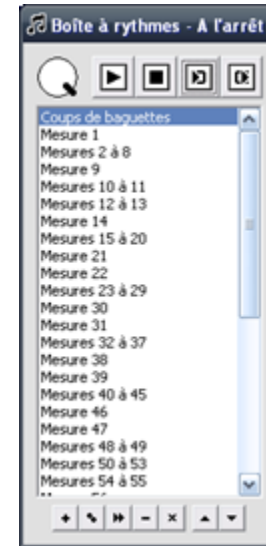 Boîte à rythmes - A l'arrêt
Coups de baguettes
Mesure 1
Mesures 2 à 8
Mesure 9
Mesures 10 à 11
Mesures 12 à 13
Mesure 14
Mesures 15 à 20
Mesure 21
Mesure 22
Mesures 23 à 29
Mesure 30
Mesure 31
Mesures 32 à 37
Mesure 38
Mesure 39
Mesures 40 à 45
Mesure 46
Mesure 47
Mesures 48 à 49
Mesures 50 à 53
Mesures 54 à 55